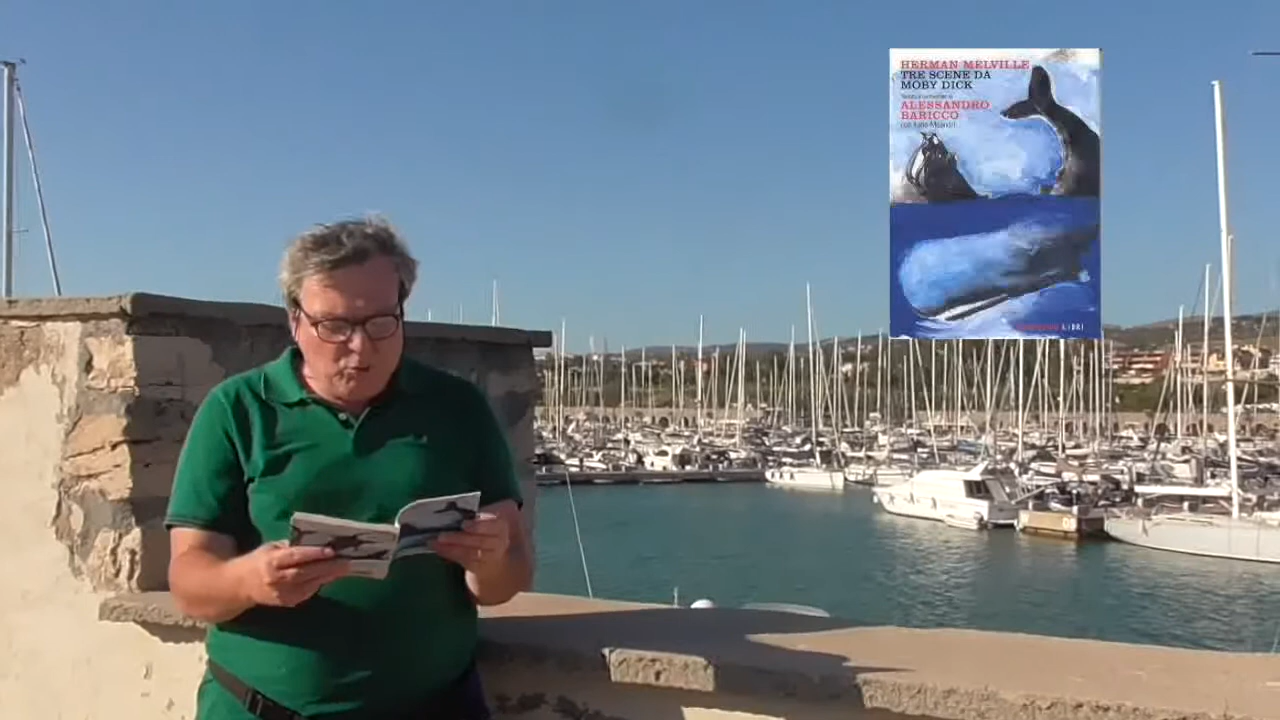 HERMAN MELVILLE
TRE SCENE DA
MOBY DICK
ALESSANDRO
BARICCO
LIBRI